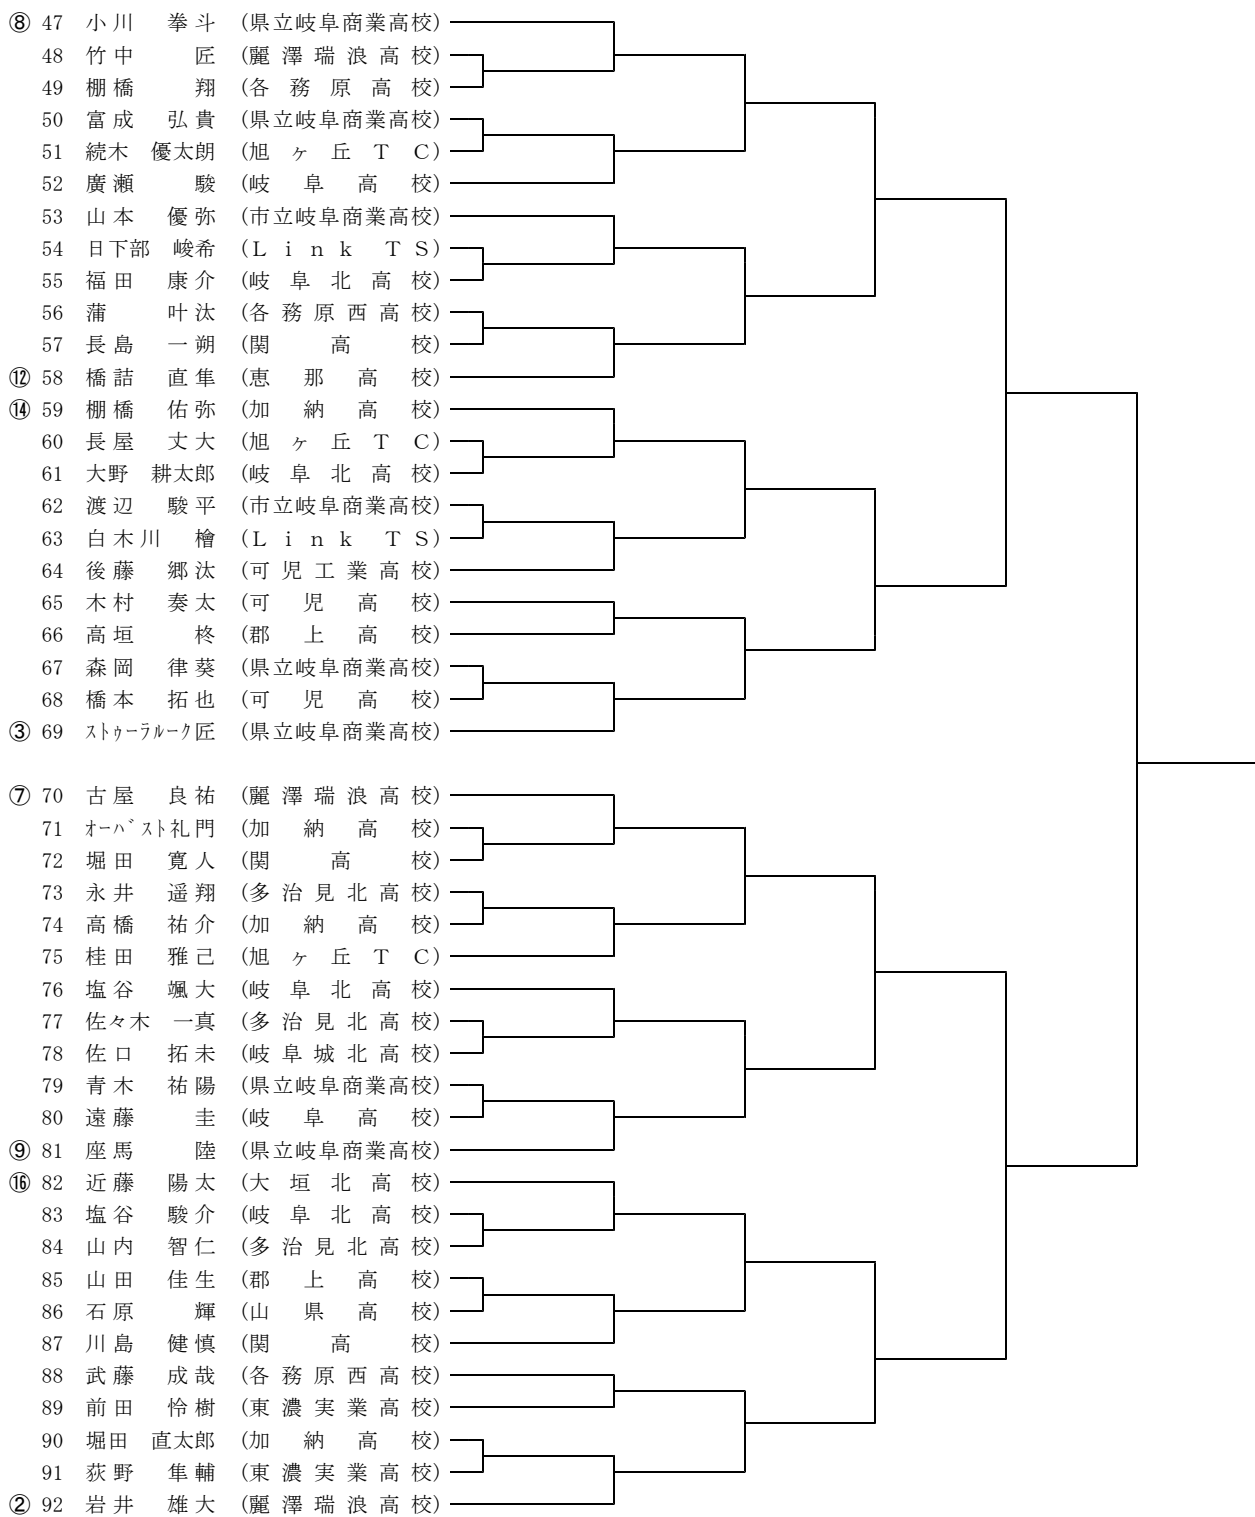 ⑧ 47 小川 拳斗 (県立岐阜商業高校)
48 竹中 匠 (麗澤瑞浪高校)
49 棚橋 翔 (各務原高校)
50 富成 弘貴 (県立岐阜商業高校)
51 続木 優太朗 (旭ヶ丘TC)
52 廣瀬 駿 (岐阜高校)
53 山本 優弥 (市立岐阜商業高校)
54 日下部 峻希 (Link TS)
55 福田 康介 (岐阜北高校)
56 蒲 叶汰 (各務原西高校)
57 長島 一朔 (関高校)
⑫ 58 橋詰 直隼 (恵那高校)
⑭ 59 棚橋 佑弥 (加納高校)
60 長屋 丈大 (旭ヶ丘TC)
61 大野 耕太郎 (岐阜北高校)
62 渡辺 駿平 (市立岐阜商業高校)
63 白木川 檜 (Link TS)
64 後藤 郷汰 (可児工業高校)
65 木村 奏太 (可児高校)
66 高垣 柊 (郡上高校)
67 森岡 律葵 (県立岐阜商業高校)
68 橋本 拓也 (可児高校)
③ 69 ストゥーラルーク匠 (県立岐阜商業高校)
⑦ 70 古屋 良祐 (麗澤瑞浪高校)
71 オーバスト礼門 (加納高校)
72 堀田 寛人 (関高校)
73 永井 遥翔 (多治見北高校)
74 高橋 祐介 (加納高校)
75 桂田 雅己 (旭ヶ丘TC)
76 塩谷 颯大 (岐阜北高校)
77 佐々木 一真 (多治見北高校)
78 佐口 拓未 (岐阜城北高校)
79 青木 祐陽 (県立岐阜商業高校)
80 遠藤 圭 (岐阜高校)
⑨ 81 座馬 陸 (県立岐阜商業高校)
⑯ 82 近藤 陽太 (大垣北高校)
83 塩谷 駿介 (岐阜北高校)
84 山内 智仁 (多治見北高校)
85 山田 佳生 (郡上高校)
86 石原 輝 (山県高校)
87 川島 健慎 (関高校)
88 武藤 成哉 (各務原西高校)
89 前田 怜樹 (東濃実業高校)
90 堀田 直太郎 (加納高校)
91 荻野 隼輔 (東濃実業高校)
② 92 岩井 雄大 (麗澤瑞浪高校)